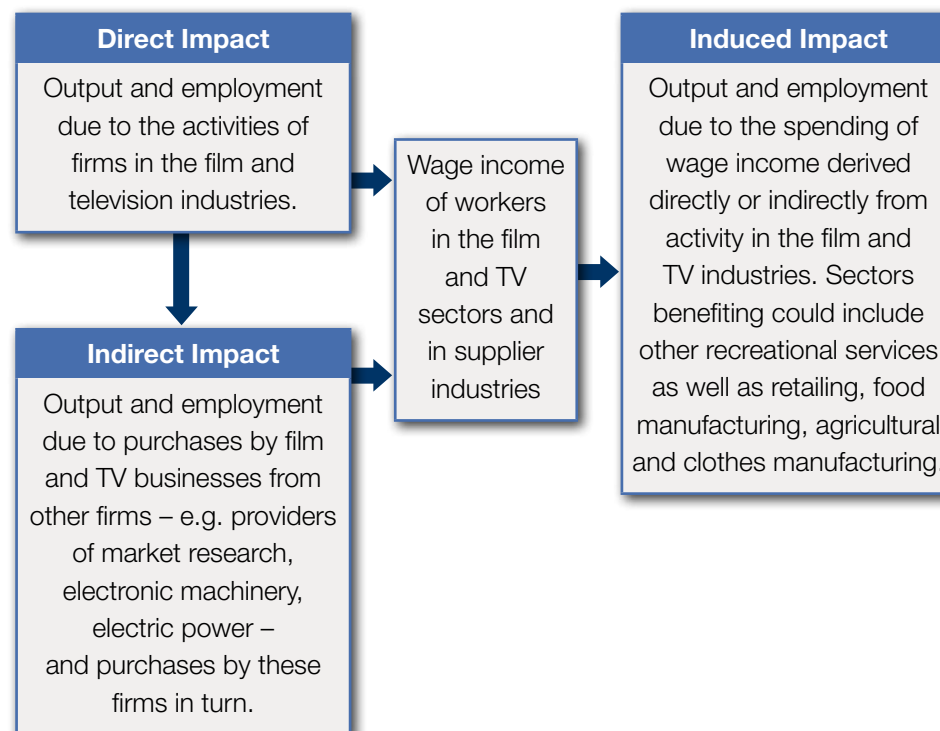 Direct Impact
Output and employment
due to the activities of
firms in the film and
television industries.
Indirect Impact
Output and employment
due to purchases by film
and TV businesses from
other firms – e.g. providers
of market research,
electronic machinery,
electric power –
and purchases by these
firms in turn.
Wage income
of workers
in the film
and TV
sectors and
in supplier
industries
Induced Impact
Output and employment
due to the spending of
wage income derived
directly or indirectly from
activity in the film and
TV industries. Sectors
benefiting could include
other recreational services
as well as retailing, food
manufacturing, agricultural
and clothes manufacturing.